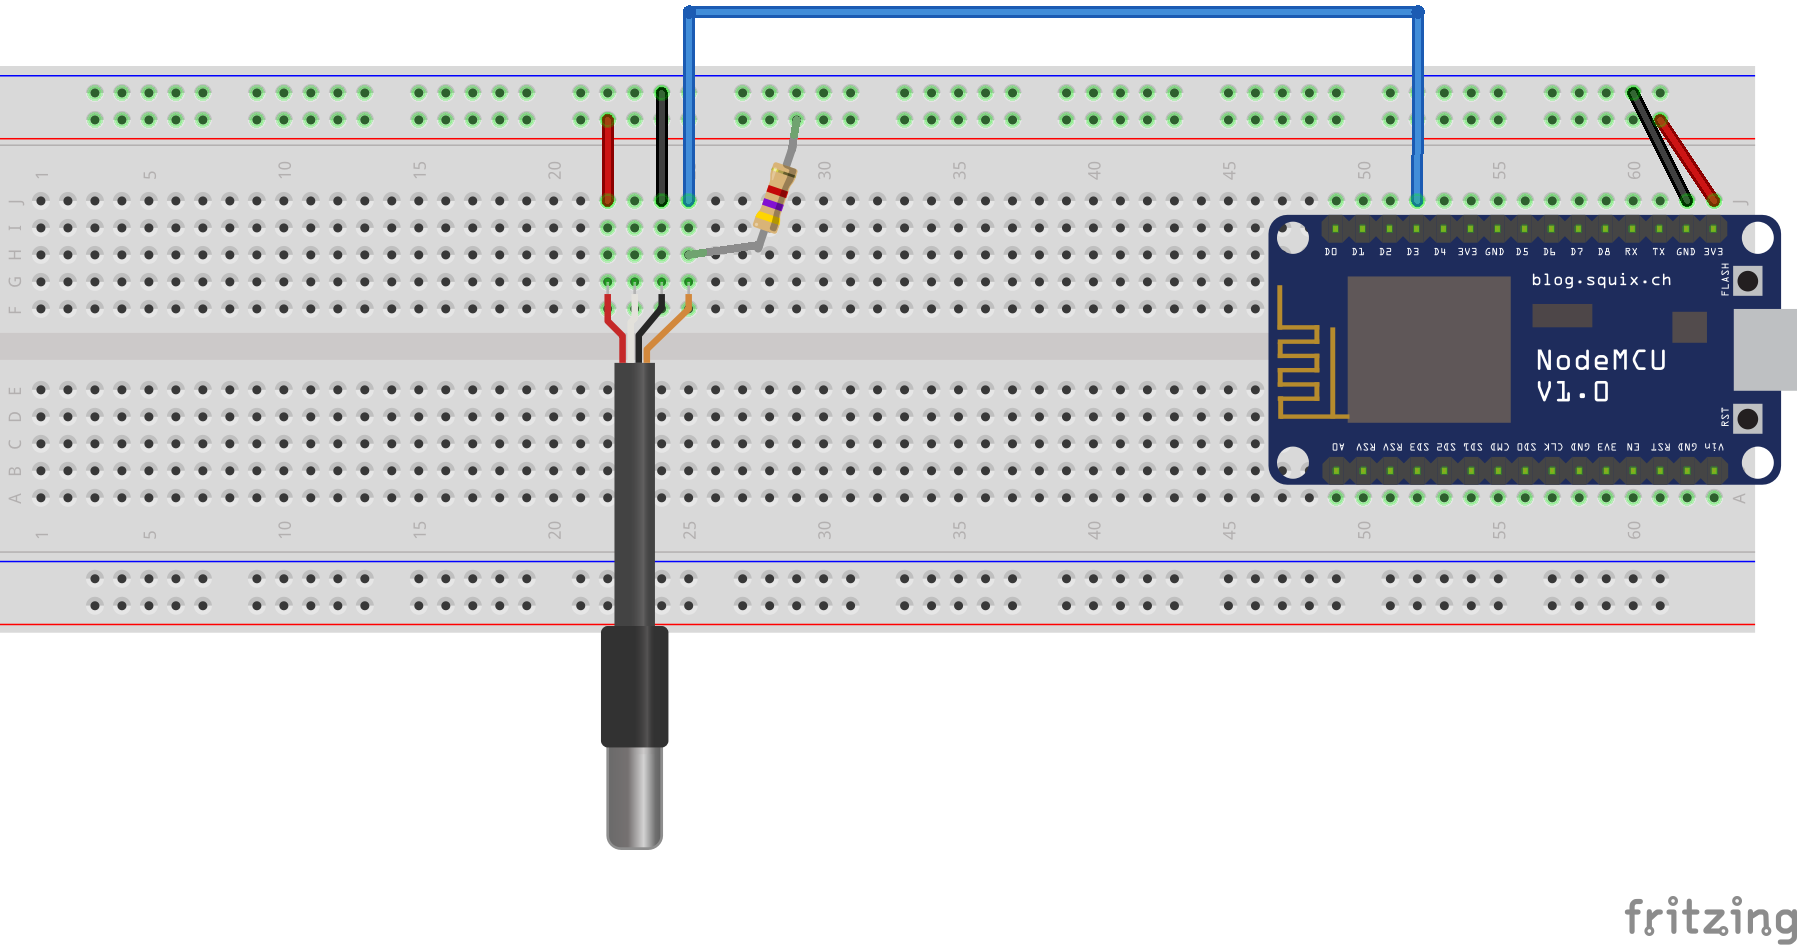 1 5 10 15 20 30 35 40 45 50 55 60
J
I
H
G
F
J
D0 D1 D2 D3 D4 3V3 GND D5 D6 D7 D8 RX TX GND 3V3
blog.squix.ch
FLASH
NodeMCU
V1.0
RST
A0 RSV RSV SD3 SD2 SD1 CMD SD0 CLK GND 3V3 EN RST GND Vin
E
D
C
B
A
A
1 5 10 15 20 25 30 35 40 45 50 55 60
fritzing